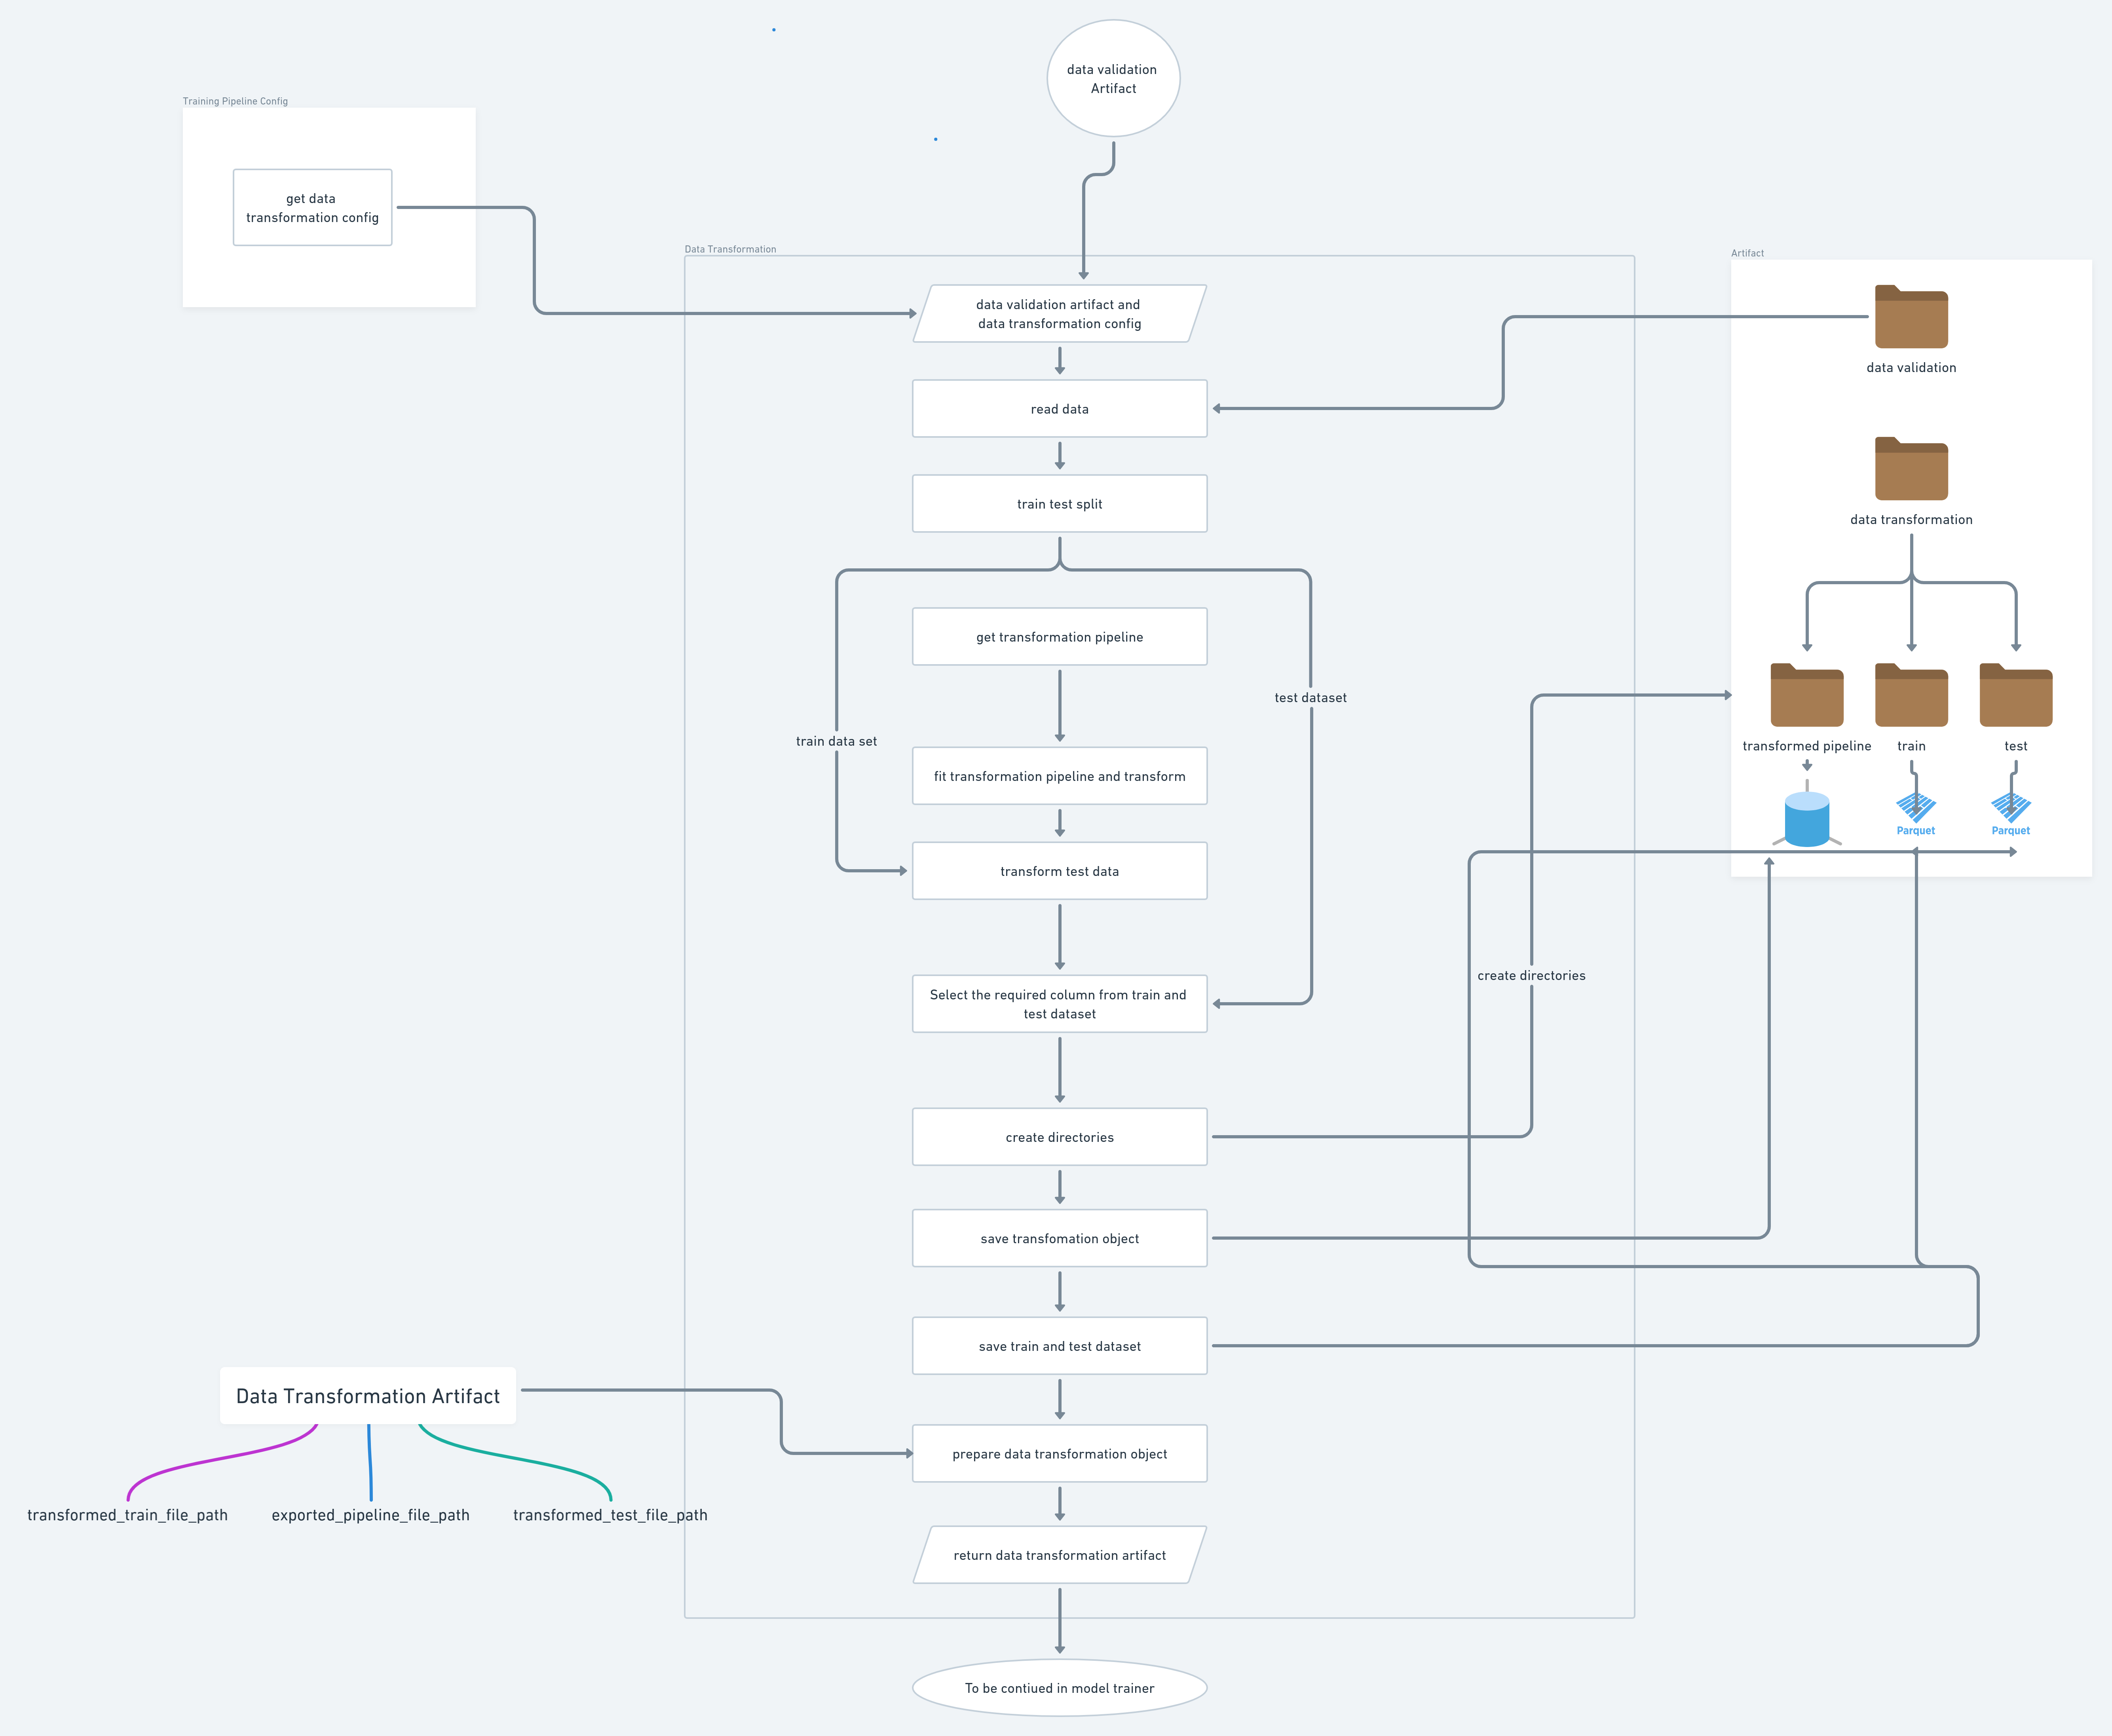 data validation
Artifact
Training Pipeline Config
get data
transformation config
Data Transformation
data validation artifact and
data transformation config
read data
train test split
get transformation pipeline
test dataset
train data set
fit transformation pipeline and transform
transform test data
Select the required column from train and
test dataset
create directories
create directories
save transfomation object
save train and test dataset
prepare data transformation object
return data transformation artifact
To be contiued in model trainer
Artifact
data validation
data transformation
transformed pipeline
train
test
Parquet
Parquet
Data Transformation Artifact
transformed_train_file_path
exported_pipeline_file_path
transformed_test_file_path